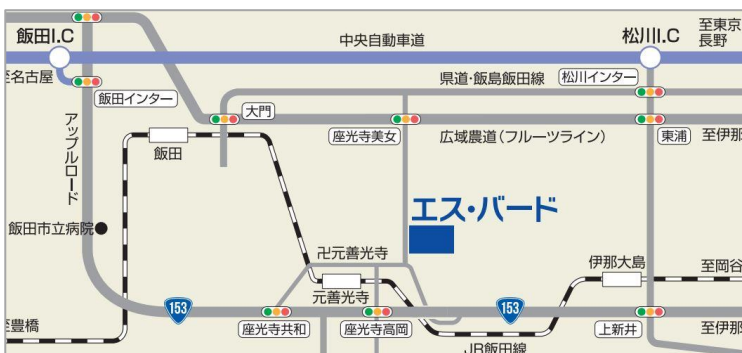 飯田I.C
中央自動車道
松川I.C
至東京
長野
至名古屋
飯田インター
県道・飯島飯田線
松川インター
大門
アップルロード
飯田
座光寺美女
広域農道(フルーツライン)
東浦
至伊那
エス・バード
飯田市立病院
卍元善光寺
伊那大島
至岡谷
元善光寺
153
153
至豊橋
座光寺共和
座光寺高岡
上新井
至伊那
JR飯田線